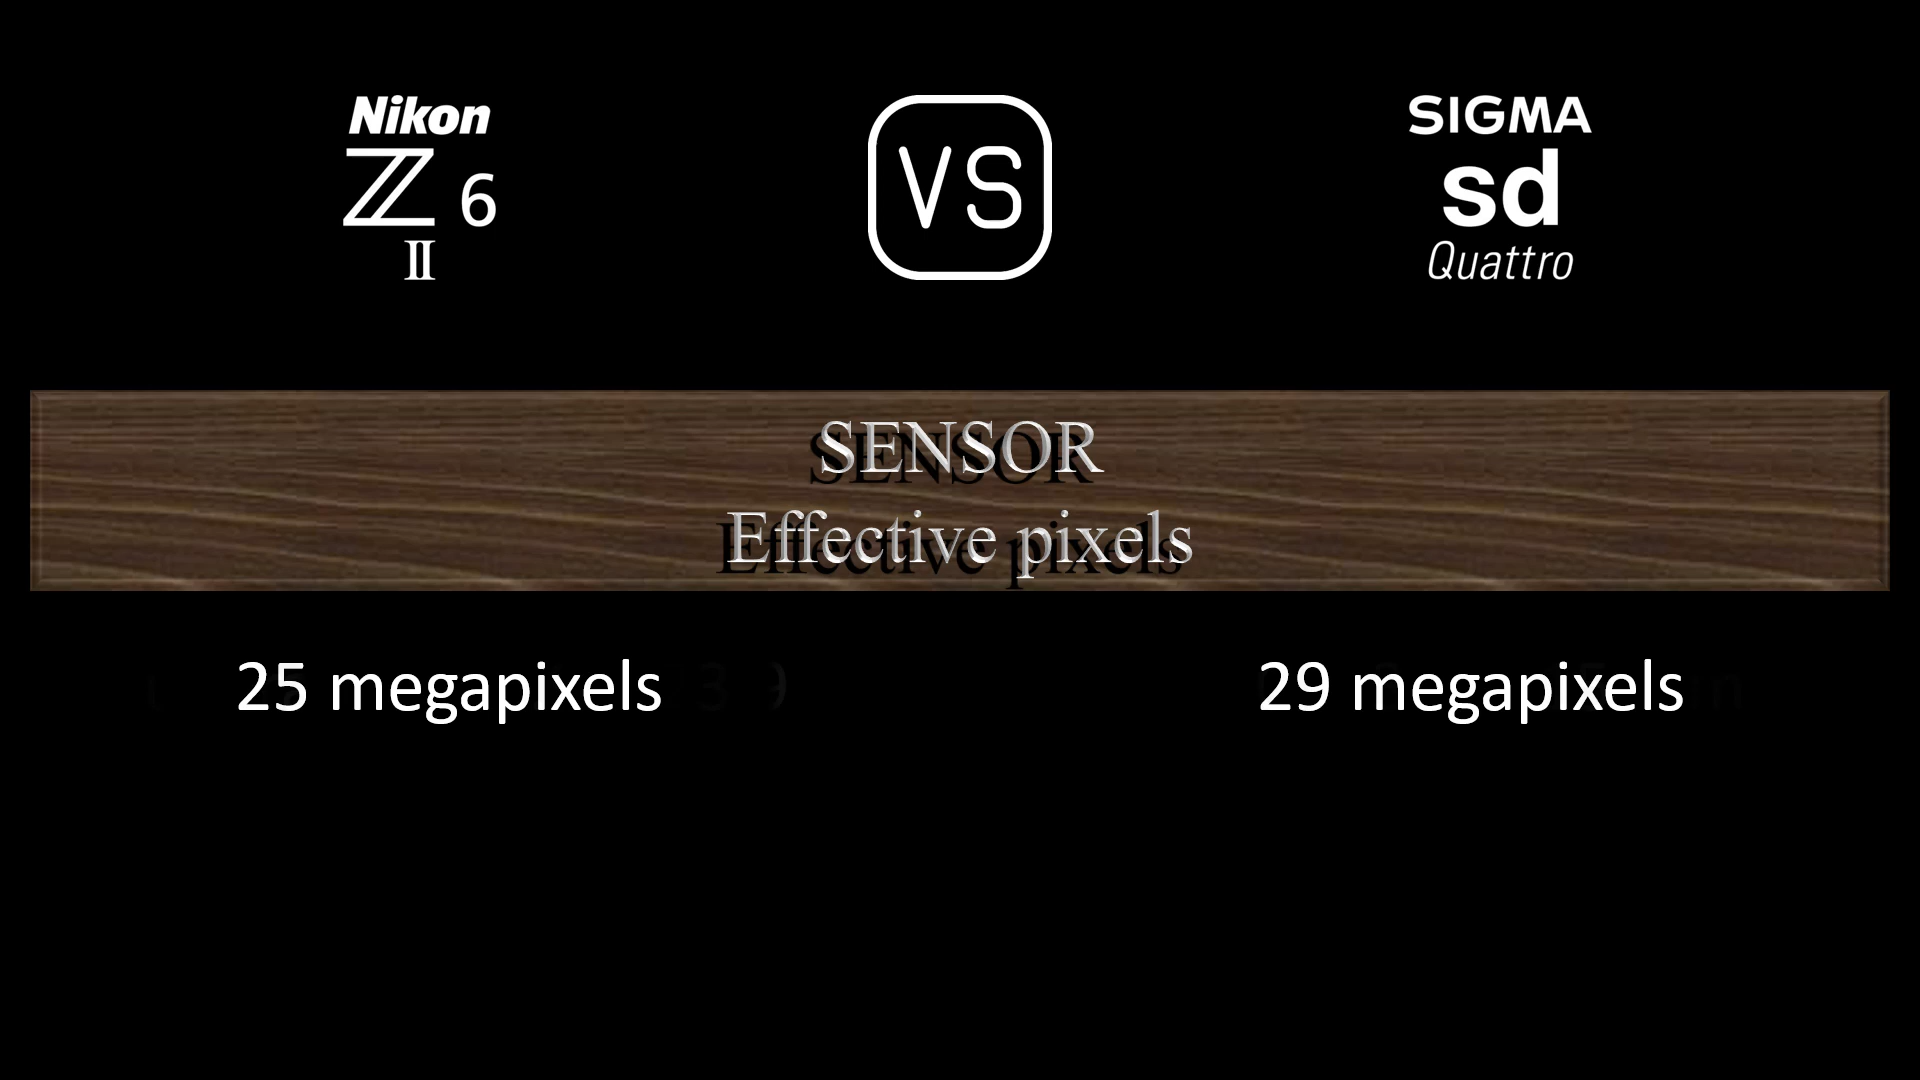 Nikon
Z 6
II
VS
SIGMA
sd
Quattro
SENSOR
Effective pixels
25 megapixels
29 megapixels